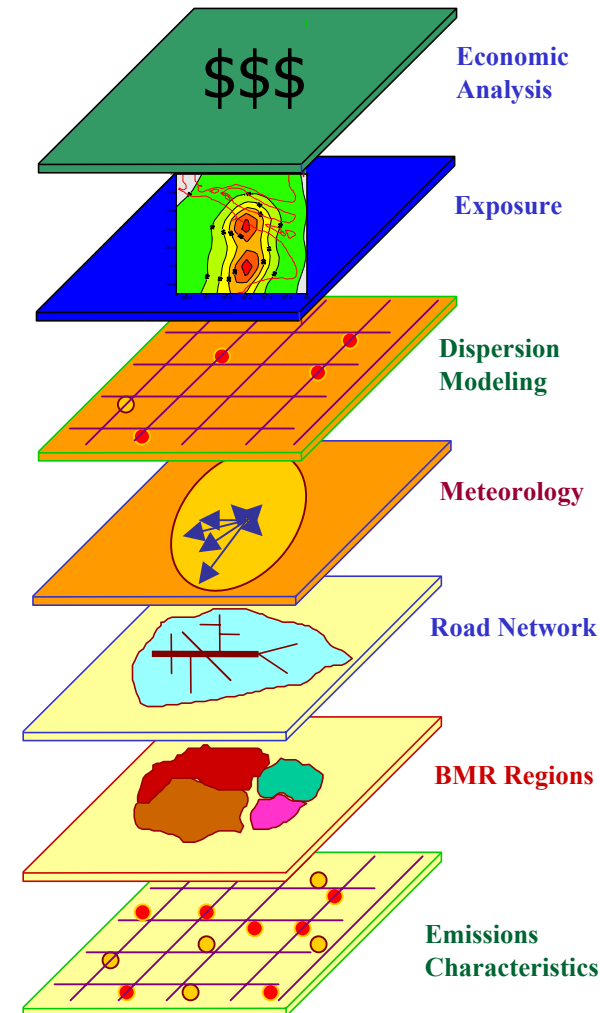 $$$
Economic
Analysis
Exposure
Dispersion
Modeling
Meteorology
Road Network
BMR Regions
Emissions
Characteristics